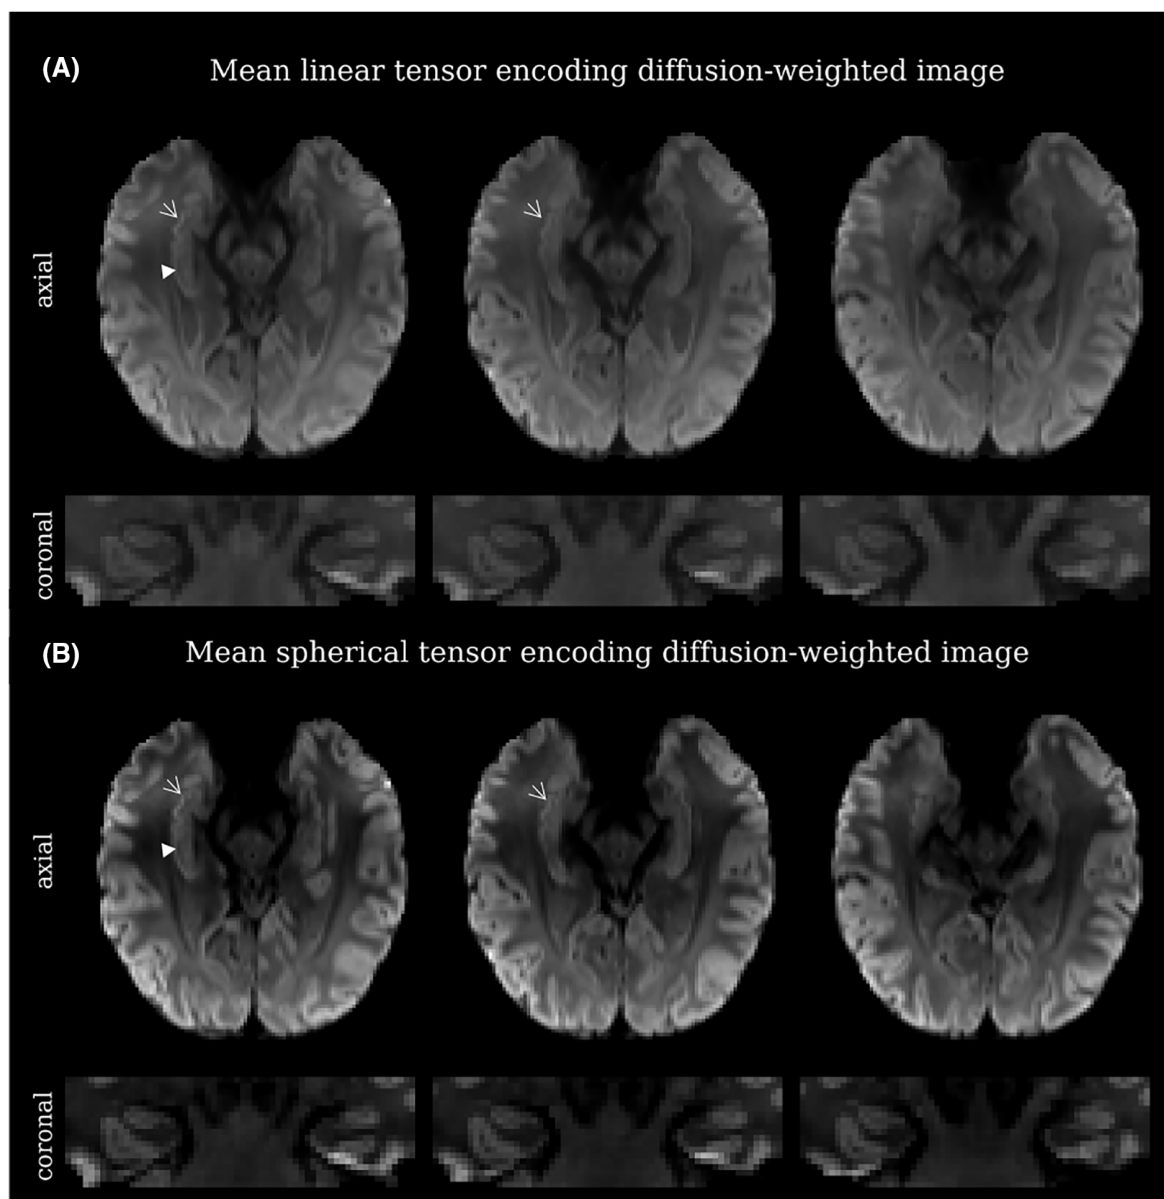 (A)
Mean linear tensor encoding diffusion-weighted image
axial
coronal
(B)
Mean spherical tensor encoding diffusion-weighted image
axial
coronal